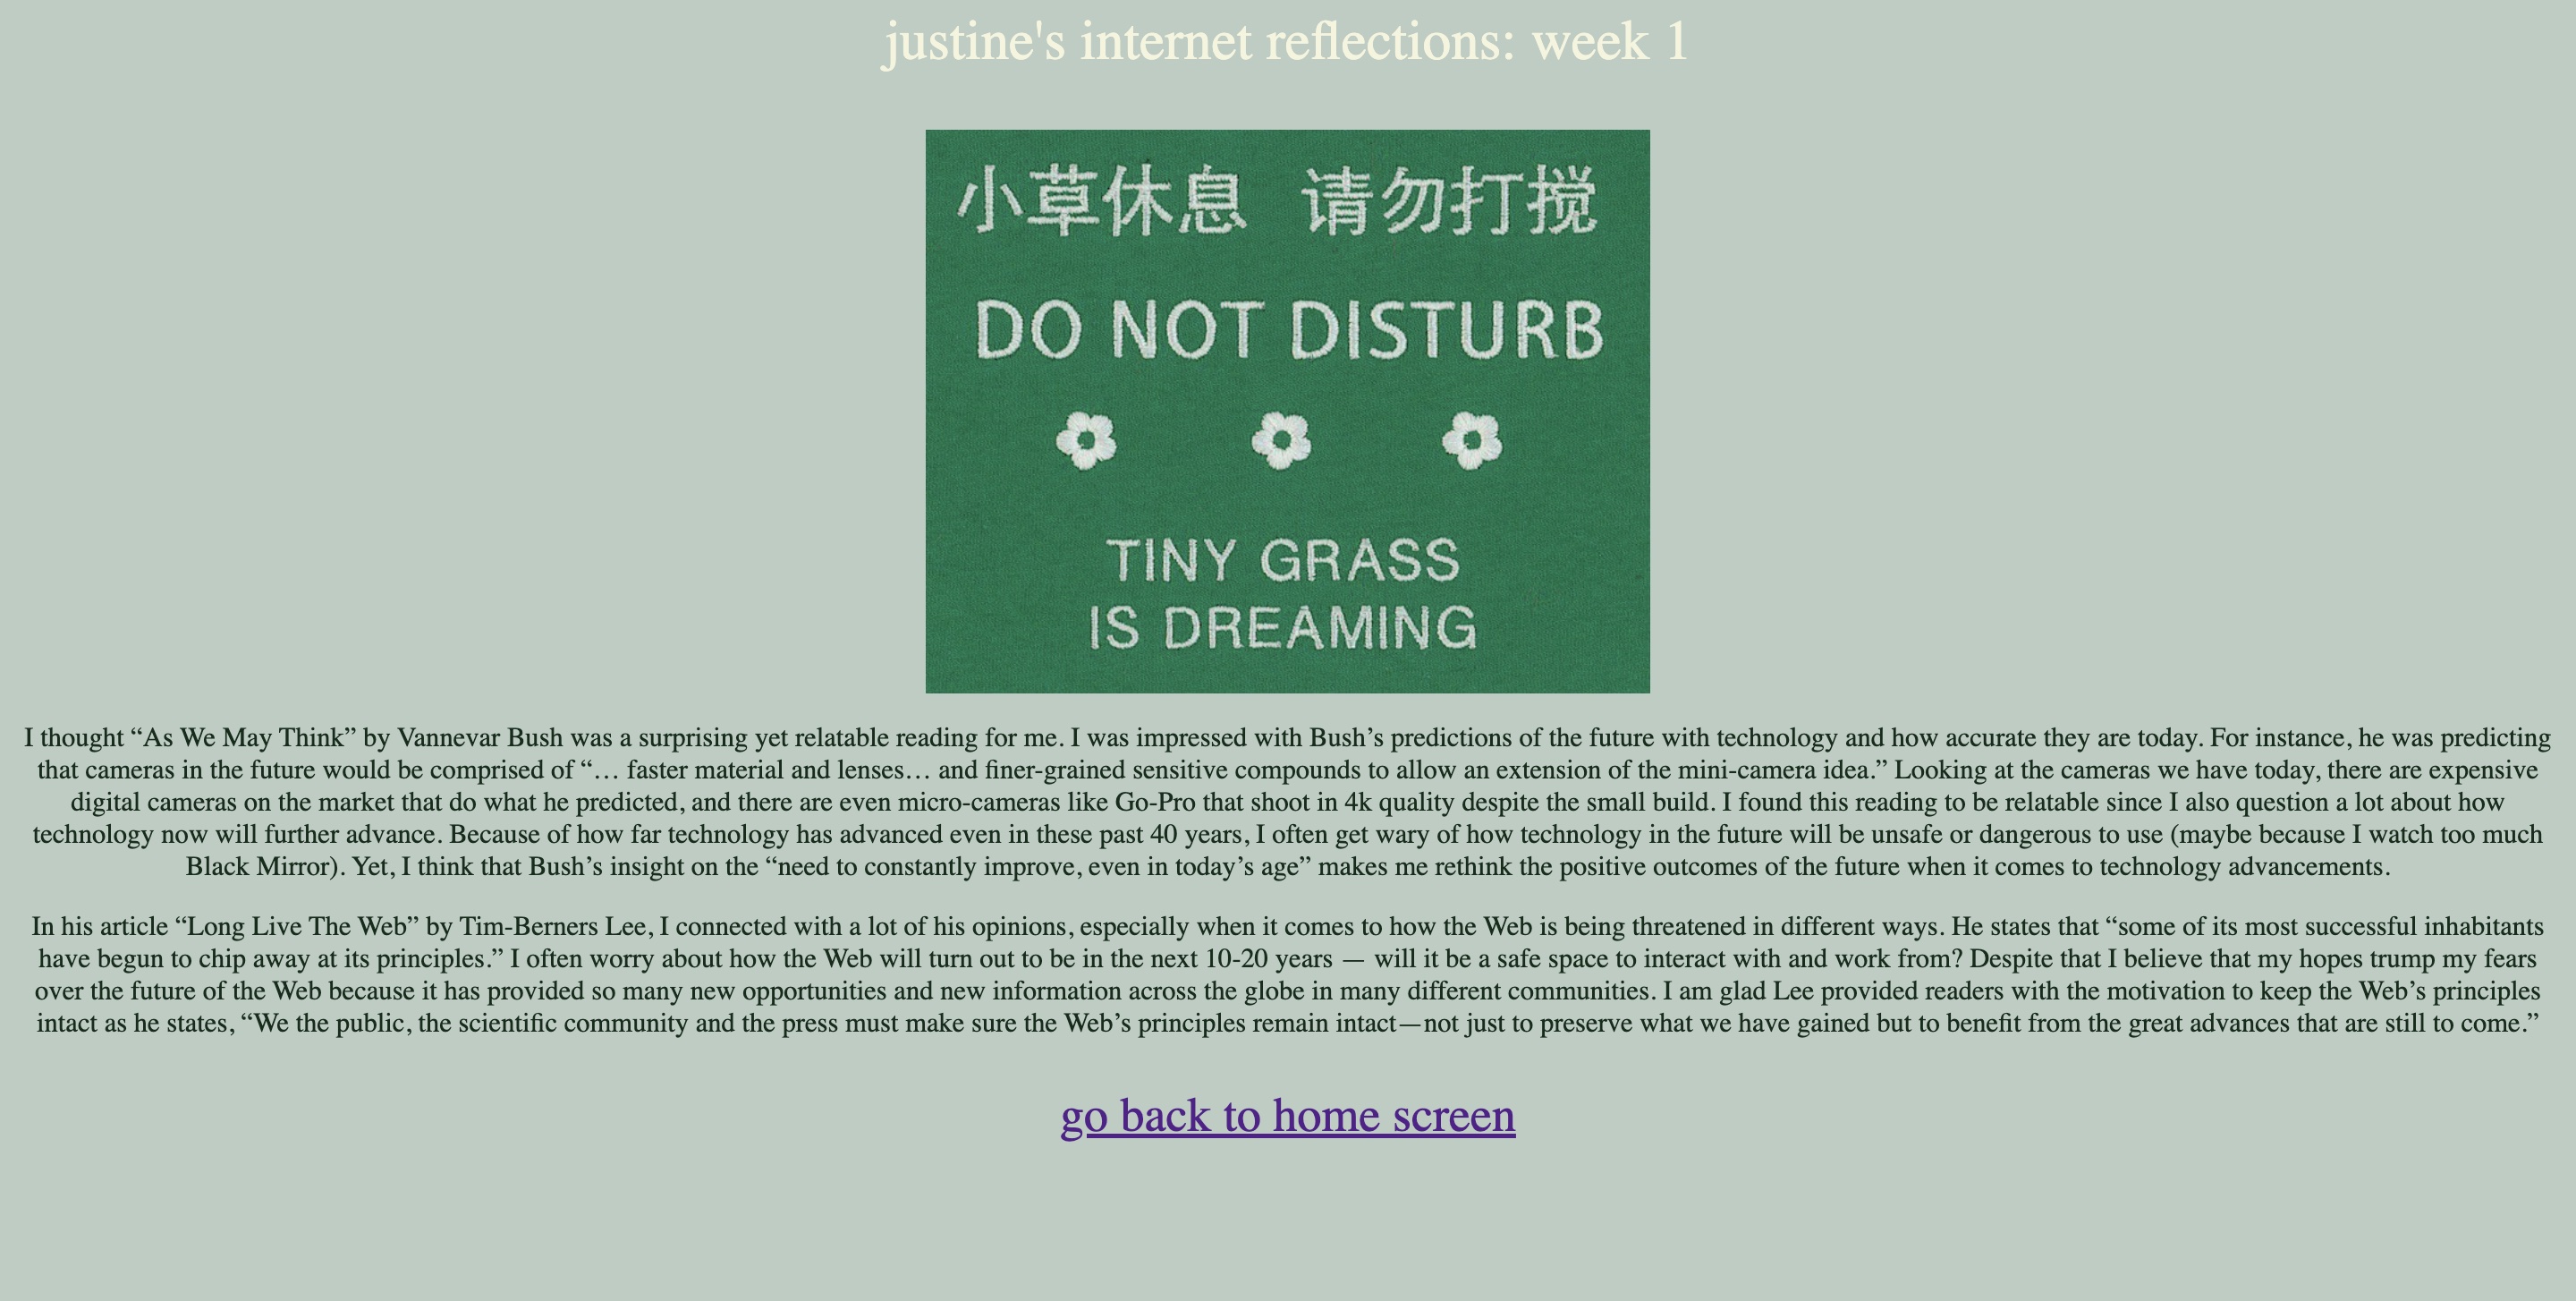 justine's internet reflections: week 1
小草休息 请勿打搅
DO NOT DISTURB
TINY GRASS
IS DREAMING
I thought “As We May Think” by Vannevar Bush was a surprising yet relatable reading for me. I was impressed with Bush’s predictions of the future with technology and how accurate they are today. For instance, he was predicting
that cameras in the future would be comprised of “… faster material and lenses… and finer-grained sensitive compounds to allow an extension of the mini-camera idea.” Looking at the cameras we have today, there are expensive
digital cameras on the market that do what he predicted, and there are even micro-cameras like Go-Pro that shoot in 4k quality despite the small build. I found this reading to be relatable since I also question a lot about how
technology now will further advance. Because of how far technology has advanced even in these past 40 years, I often get wary of how technology in the future will be unsafe or dangerous to use (maybe because I watch too much
Black Mirror). Yet, I think that Bush’s insight on the “need to constantly improve, even in today’s age” makes me rethink the positive outcomes of the future when it comes to technology advancements.
In his article “Long Live The Web” by Tim-Berners Lee, I connected with a lot of his opinions, especially when it comes to how the Web is being threatened in different ways. He states that “some of its most successful inhabitants
have begun to chip away at its principles.” I often worry about how the Web will turn out to be in the next 10-20 years — will it be a safe space to interact with and work from? Despite that I believe that my hopes trump my fears
over the future of the Web because it has provided so many new opportunities and new information across the globe in many different communities. I am glad Lee provided readers with the motivation to keep the Web’s principles
intact as he states, “We the public, the scientific community and the press must make sure the Web’s principles remain intact—not just to preserve what we have gained but to benefit from the great advances that are still to come.”
go back to home screen